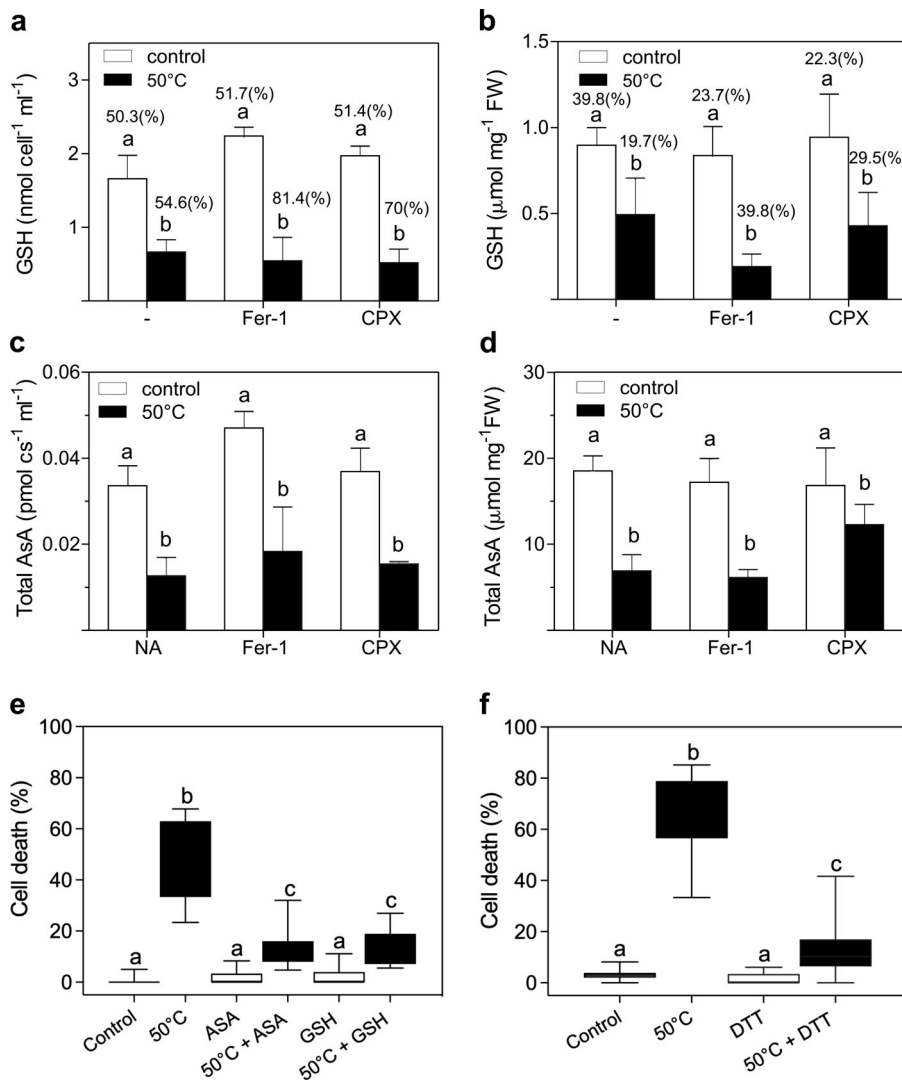 a
GSH (nmol cell⁻¹ ml⁻¹)
3
2
1
control
50°C
50.3(%)
a
54.6(%)
b
51.7(%)
a
81.4(%)
b
51.4(%)
a
70(%)
b
-
Fer-1
CPX
b
GSH (μmol mg⁻¹ FW)
1.5
1.0
0.5
0.0
control
50°C
39.8(%)
a
19.7(%)
b
23.7(%)
a
39.8(%)
b
22.3(%)
a
29.5(%)
b
-
Fer-1
CPX
c
Total AsA (pmol cs⁻¹ ml⁻¹)
0.06
0.04
0.02
control
50°C
a
b
a
b
a
b
NA
Fer-1
CPX
d
Total AsA (μmol mg⁻¹FW)
30
20
10
control
50°C
a
b
a
b
a
b
NA
Fer-1
CPX
e
Cell death (%)
100
80
60
40
20
0
a
b
a
c
a
c
Control
50°C
ASA
50°C + ASA
GSH
50°C + GSH
f
Cell death (%)
100
80
60
40
20
0
a
b
a
c
Control
50°C
DTT
50°C + DTT